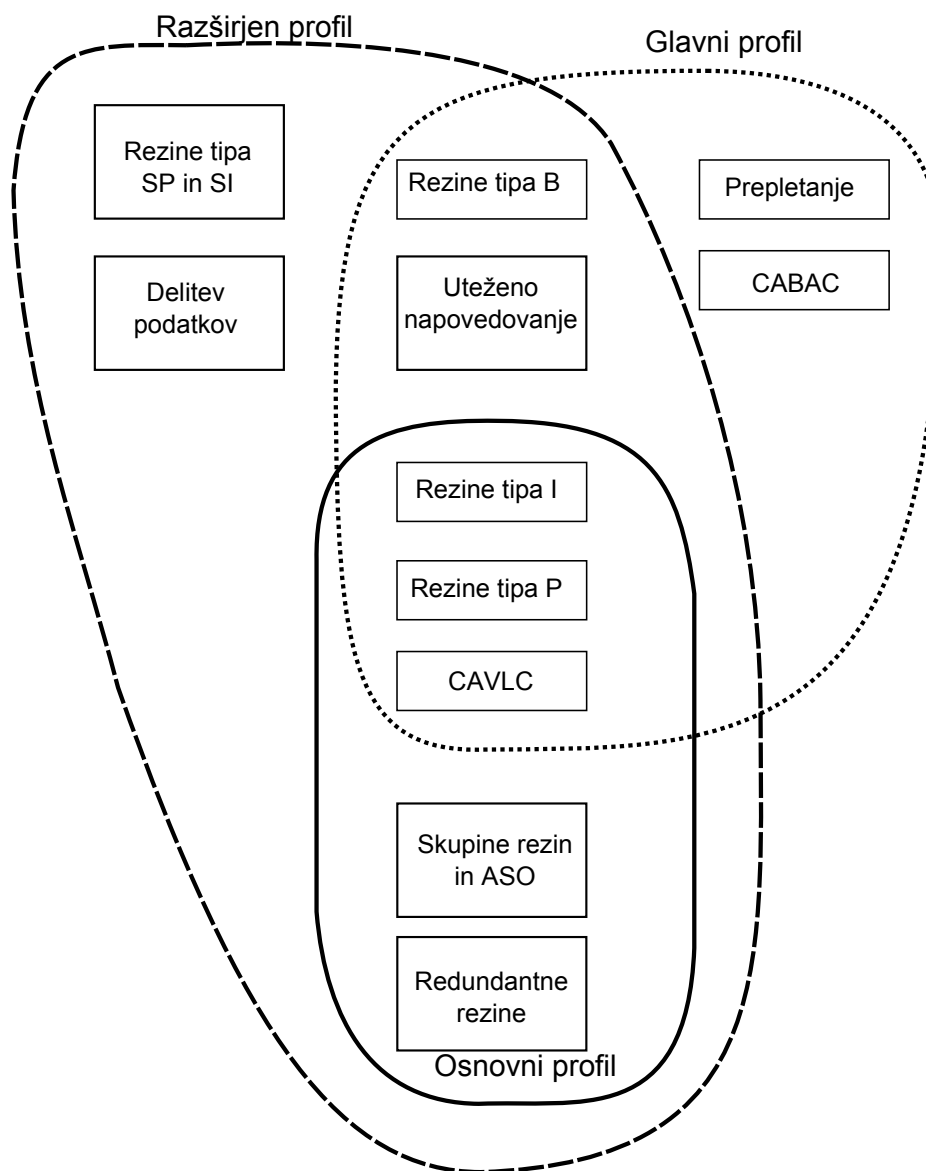 Razširjen profil
Glavni profil
Rezine tipa
SP in SI
Rezine tipa B
Prepletanje
Delitev
podatkov
Uteženo
napovedovanje
CABAC
Rezine tipa I
Rezine tipa P
CAVLC
Skupine rezin
in ASO
Redundantne
rezine
Osnovni profil